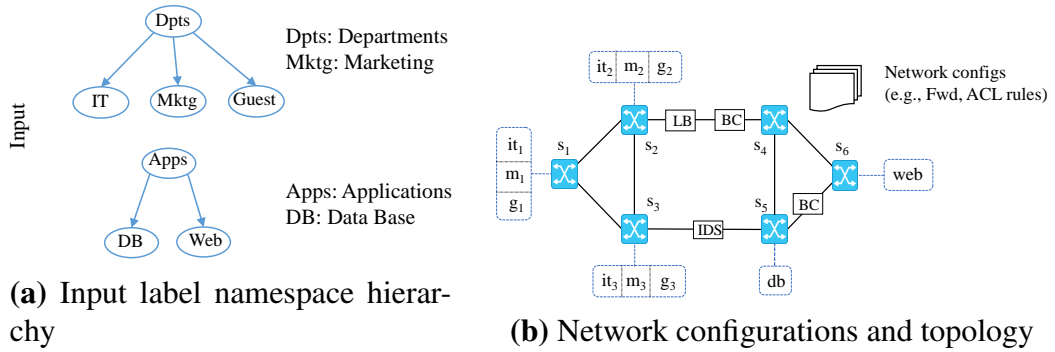 Input
Dpts
IT
Mktg
Guest
Dpts: Departments
Mktg: Marketing
Apps
DB
Web
Apps: Applications
DB: Data Base
(a) Input label namespace hierar-
chy
it2 m2 g2
Network configs
(e.g., Fwd, ACL rules)
LB
BC
it1
m1
g1
s1
s2
s4
s6
web
s3
s5
BC
IDS
it3 m3 g3
db
(b) Network configurations and topology